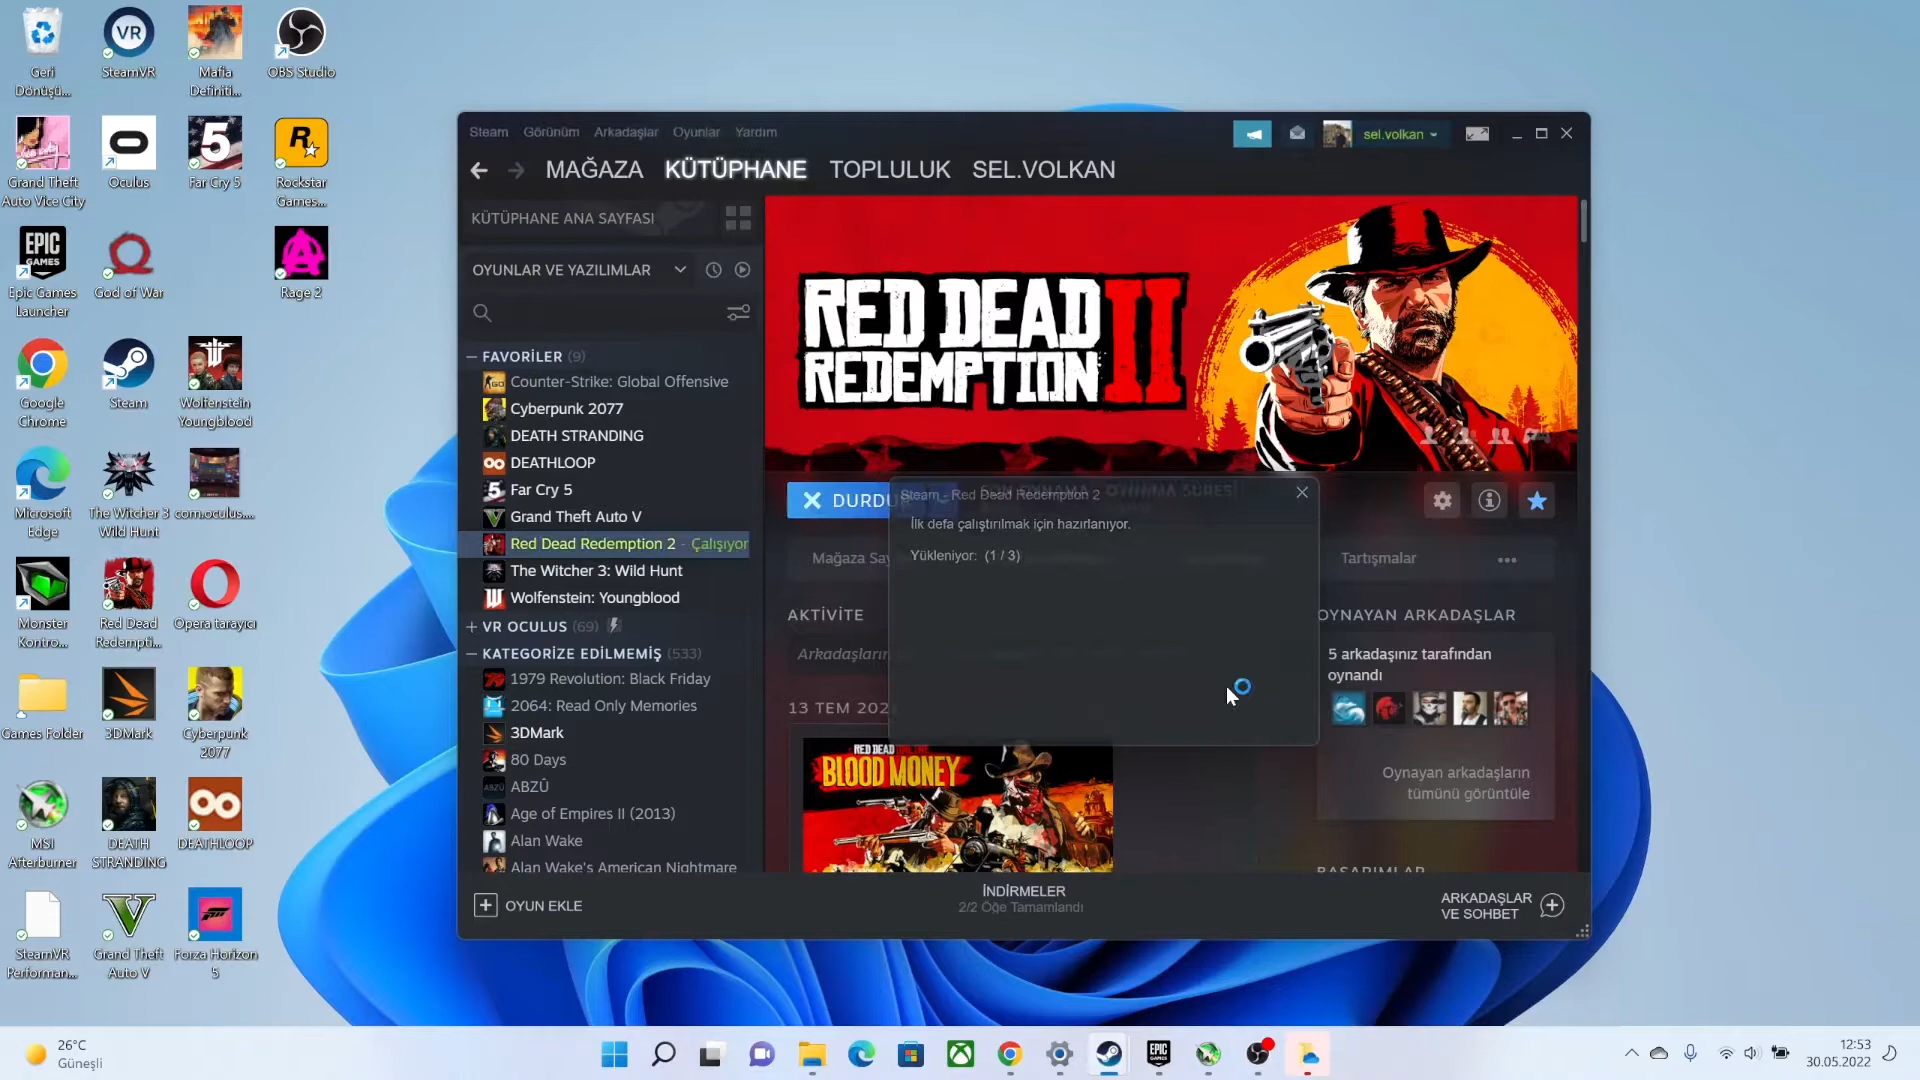 Geri
Dönüşü...
SteamVR
Mafia
Definiti...
OBS Studio
Grand Theft
Auto Vice City
Oculus
Far Cry 5
Rockstar
Games...
Epic Games
Launcher
God of War
Rage 2
Google
Chrome
Steam
Wolfenstein
Youngblood
Microsoft
Edge
The Witcher 3
Wild Hunt
com.oculus....
Monster
Kontro...
Red Dead
Redempti...
Opera tarayıcı
Games Folder
3DMark
Cyberpunk
2077
MSI
Afterburner
DEATH
STRANDING
DEATHLOOP
SteamVR
Performan...
Grand Theft
Auto V
Forza Horizon
5
Steam Görünüm Arkadaşlar Oyunlar Yardım
sel.volkan
MAĞAZA KÜTÜPHANE TOPLULUK SEL.VOLKAN
KÜTÜPHANE ANA SAYFASI
OYUNLAR VE YAZILIMLAR
FAVORİLER (9)
Counter-Strike: Global Offensive
Cyberpunk 2077
DEATH STRANDING
DEATHLOOP
Far Cry 5
Grand Theft Auto V
Red Dead Redemption 2 - Çalışıyor
The Witcher 3: Wild Hunt
Wolfenstein: Youngblood
VR OCULUS (69)
KATEGORİZE EDİLMEMİŞ (533)
1979 Revolution: Black Friday
2064: Read Only Memories
3DMark
80 Days
ABZÛ
Age of Empires II (2013)
Alan Wake
Alan Wake's American Nightmare
OYUN EKLE
RED DEAD
REDEMPTION II
DURDU
SON OYNAMA OYNAMA SÜRESİ
Steam - Red Dead Redemption 2
İlk defa çalıştırılmak için hazırlanıyor.
Yükleniyor: (1 / 3)
Mağaza Say
Tartışmalar
AKTİVİTE
Arkadaşların
13 TEM 202
RED DEAD ONLINE
BLOOD MONEY
OYNAYAN ARKADAŞLAR
5 arkadaşınız tarafından
oynandı
Oynayan arkadaşların
tümünü görüntüle
BAŞARIMLAR
İNDİRMELER
2/2 Öğe Tamamlandı
ARKADAŞLAR
VE SOHBET
26°C
Güneşli
12:53
30.05.2022